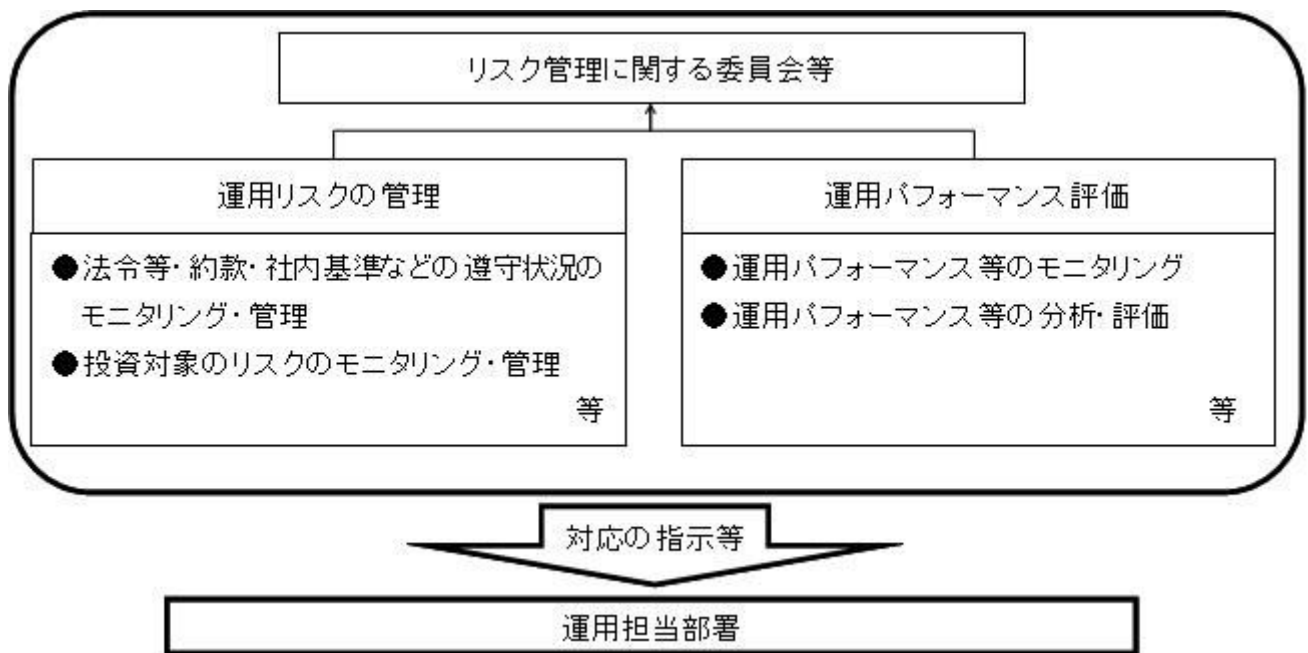 リスク管理に関する委員会等
運用リスクの管理
●法令等・約款・社内基準などの遵守状況の
モニタリング・管理
●投資対象のリスクのモニタリング・管理
等
運用パフォーマンス評価
●運用パフォーマンス等のモニタリング
●運用パフォーマンス等の分析・評価
等
対応の指示等
運用担当部署